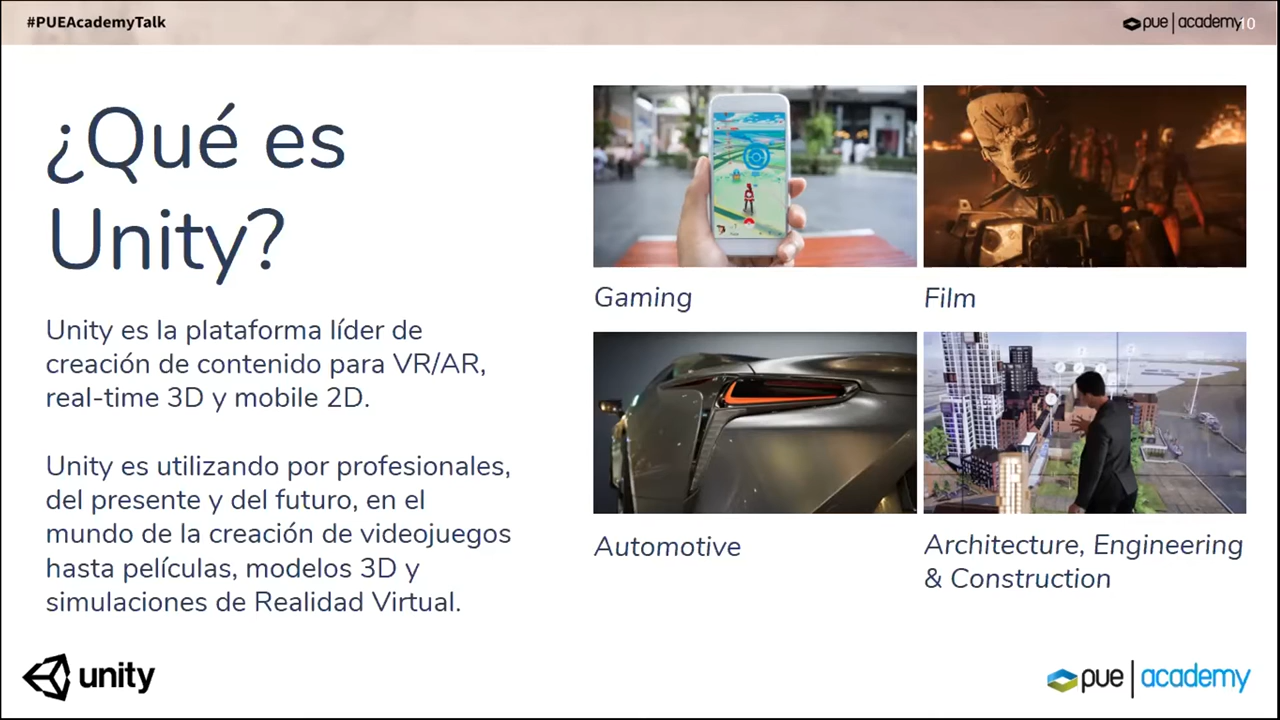 #PUEAcademyTalk
pue | academy
10
¿Qué es
Unity?
Unity es la plataforma líder de
creación de contenido para VR/AR,
real-time 3D y mobile 2D.
Unity es utilizando por profesionales,
del presente y del futuro, en el
mundo de la creación de videojuegos
hasta películas, modelos 3D y
simulaciones de Realidad Virtual.
Gaming
Film
Automotive
Architecture, Engineering
& Construction
unity
pue | academy